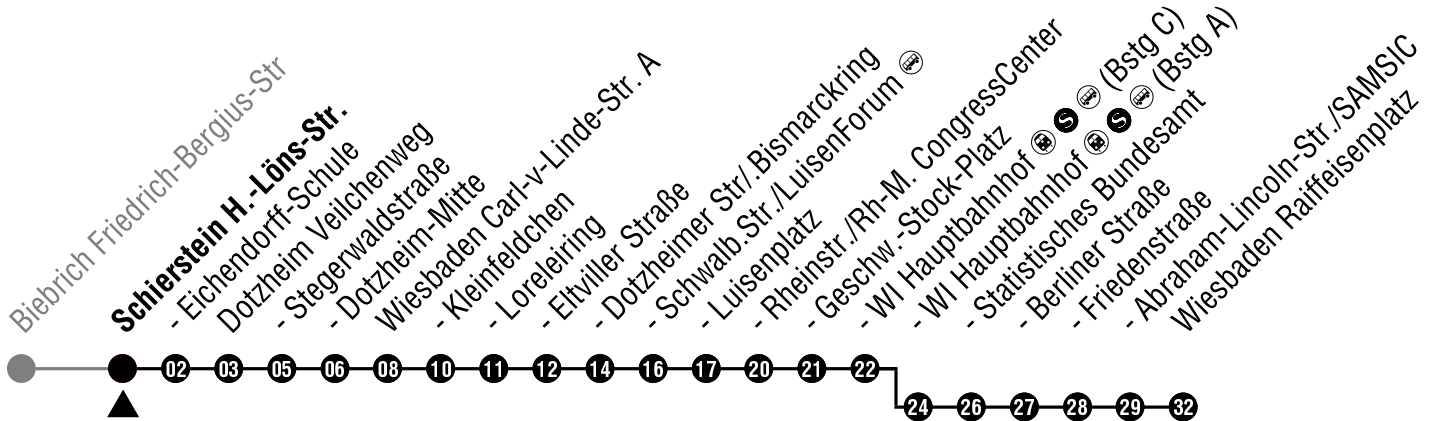 Biebrich Friedrich-Bergius-Str
Schierstein H.-Löns-Str.
- Eichendorff-Schule
Dotzheim Veilchenweg
- Stegerwaldstraße
- Dotzheim-Mitte
Wiesbaden Carl-v-Linde-Str. A
- Kleinfeldchen
- Loreleiring
- Eltviller Straße
- Dotzheimer Str/.Bismarckring
- Schwalb.Str./LuisenForum
- Luisenplatz
- Rheinstr./Rh-M. CongressCenter
- Geschw.-Stock-Platz
- WI Hauptbahnhof S (Bstg C)
- WI Hauptbahnhof S (Bstg A)
- Statistisches Bundesamt
- Berliner Straße
- Friedenstraße
- Abraham-Lincoln-Str./SAMSIC
Wiesbaden Raiffeisenplatz
02 03 05 06 08 10 11 12 14 16 17 20 21 22
24 26 27 28 29 32